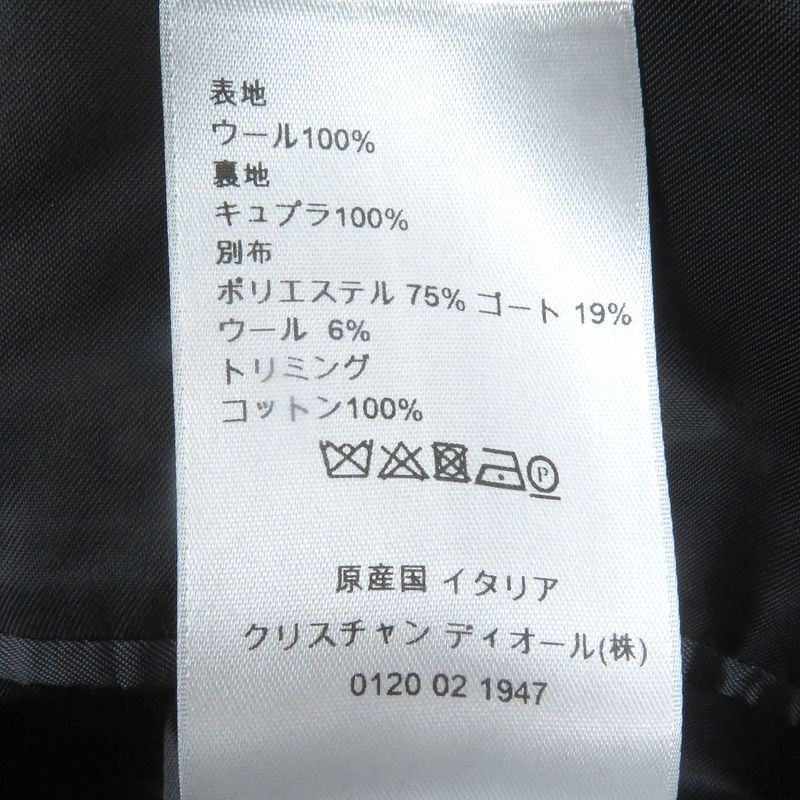 表地
ウール100%
裏地
キュプラ100%
別布
ポリエステル 75% ゴート 19%
ウール 6%
トリミング
コットン100%
P
原産国 イタリア
クリスチャン ディオール(株)
0120 02 1947